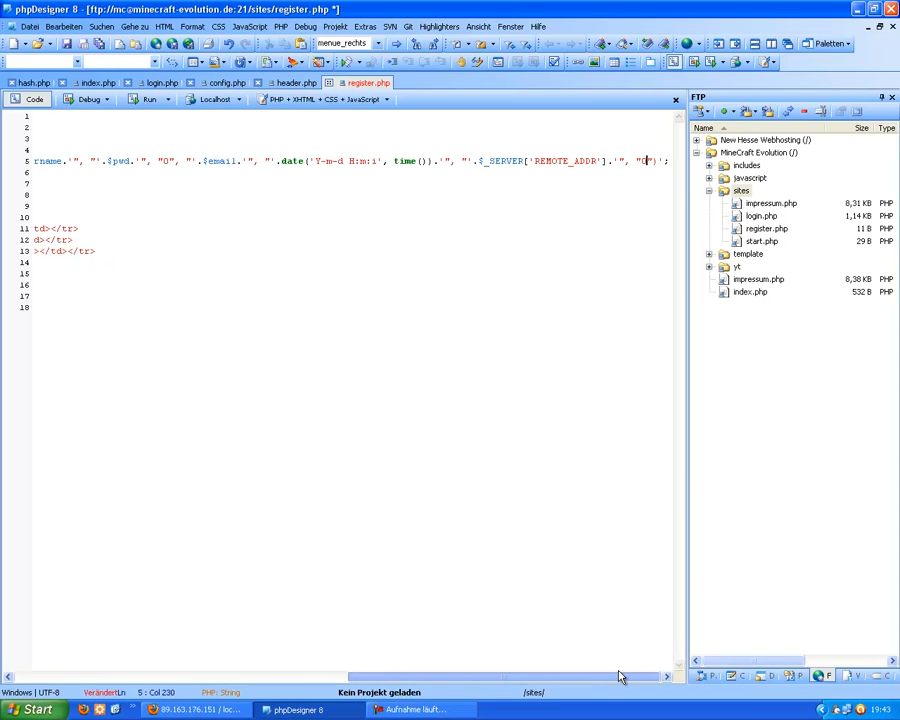 phpDesigner 8 - [ftp://mc@minecraft-evolution.de:21/sites/register.php *]
Datei Bearbeiten Suchen Gehe zu HTML Format CSS JavaScript PHP Debug Projekt Extras SVN Git Highlighters Ansicht Fenster Hilfe
menue_rechts Paletten
hash.php index.php login.php config.php header.php register.php
Code Debug Run Localhost PHP + XHTML + CSS + JavaScript
FTP
Name Size Type
New Hesse Webhosting (/)
MineCraft Evolution (/)
includes
javascript
sites
impressum.php 8,31 KB PHP
login.php 1,14 KB PHP
register.php 11 B PHP
start.php 29 B PHP
template
yt
impressum.php 8,38 KB PHP
index.php 532 B PHP
1
2
3
4
5 rname.'", "'.$pwd.'", "0", "'.$email.'", "'.date('Y-m-d H:m:i', time()).'", "'.$_SERVER['REMOTE_ADDR'].'", "0")';
6
7
8
9
10
11 td></tr>
12 d></tr>
13 ></td></tr>
14
15
16
17
18
Windows | UTF-8 Verändert Ln 5 : Col 230 PHP: String Kein Projekt geladen /sites/
Start 89.163.176.151 / loc... phpDesigner 8 Aufnahme läuft... 19:43